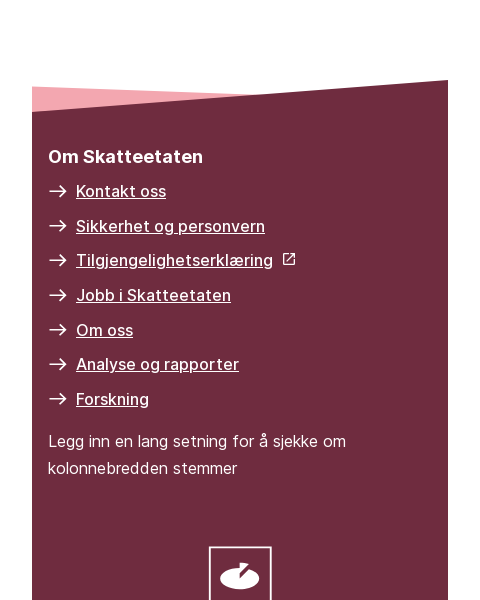 Om Skatteetaten
Kontakt oss
Sikkerhet og personvern
Tilgjengelighetserklæring
Jobb i Skatteetaten
Om oss
Analyse og rapporter
Forskning
Legg inn en lang setning for å sjekke om
kolonnebredden stemmer